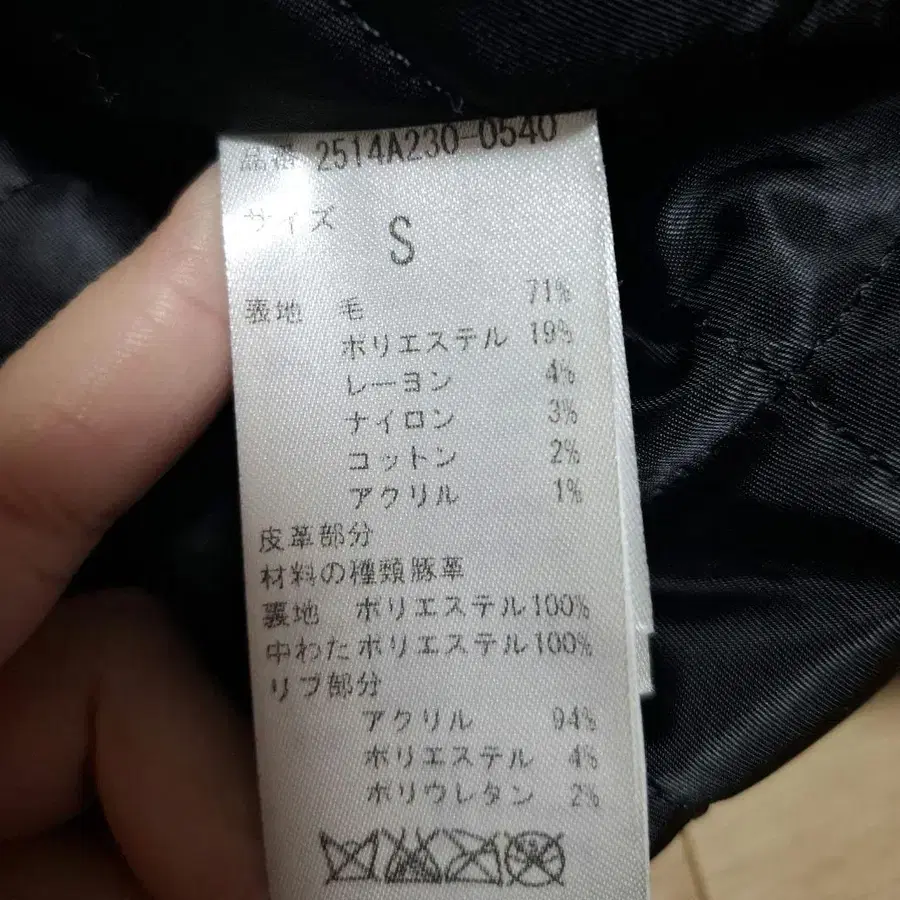 品番 2514A230-0540
サイズ S
表地 毛 71%
ポリエステル 19%
レーヨン 4%
ナイロン 3%
コットン 2%
アクリル 1%
皮革部分
材料の種類豚革
裏地 ポリエステル100%
中わたポリエステル100%
リブ部分
アクリル 94%
ポリエステル 4%
ポリウレタン 2%